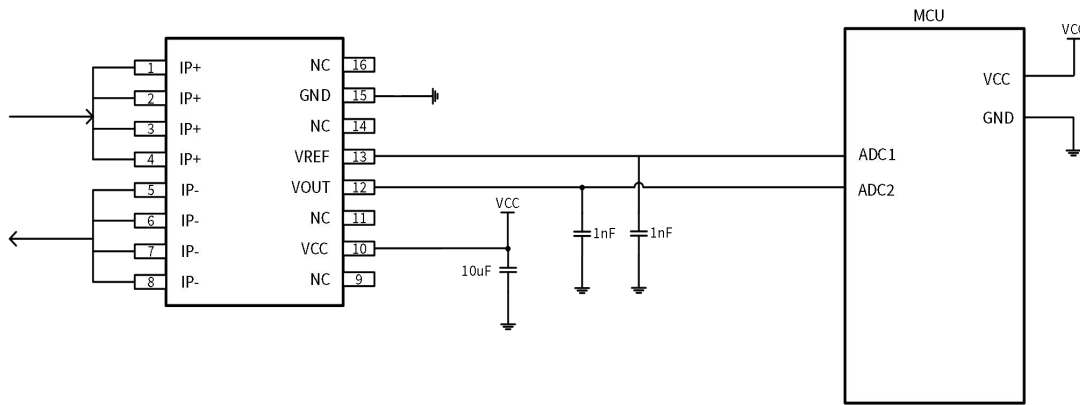 MCU
VCC
1 IP+ NC 16
2 IP+ GND 15
3 IP+ NC 14
4 IP+ VREF 13
5 IP- VOUT 12
6 IP- NC 11
7 IP- VCC 10
8 IP- NC 9
VCC
10uF
1nF
1nF
ADC1
ADC2
VCC
GND